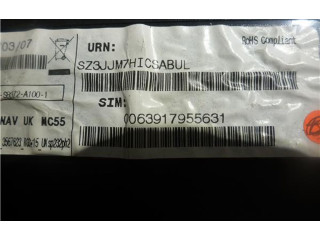 03/07
URN:
RoHS Compliant
SZ3JJM7HICSABUL
SIM:
NAV UK MC55
0063917955631